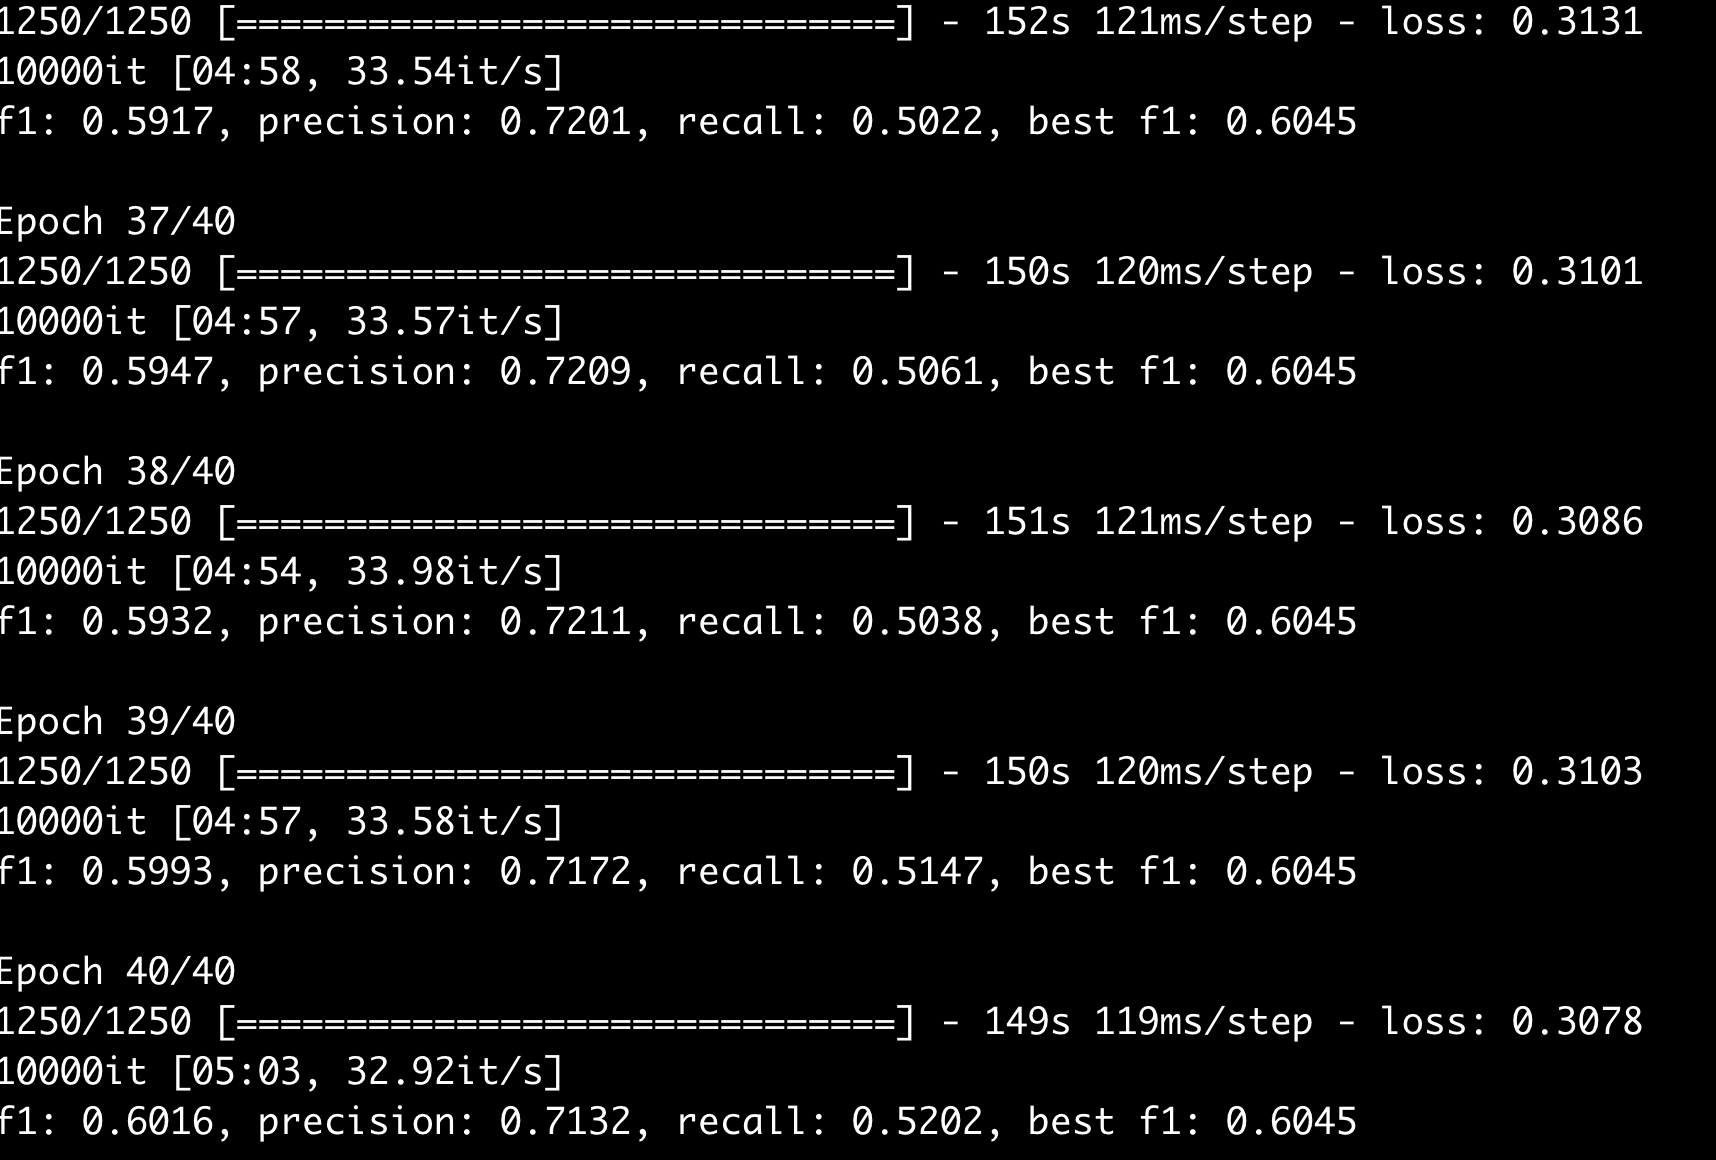 1250/1250 [==============================] - 152s 121ms/step - loss: 0.3131
10000it [04:58, 33.54it/s]
f1: 0.5917, precision: 0.7201, recall: 0.5022, best f1: 0.6045
Epoch 37/40
1250/1250 [==============================] - 150s 120ms/step - loss: 0.3101
10000it [04:57, 33.57it/s]
f1: 0.5947, precision: 0.7209, recall: 0.5061, best f1: 0.6045
Epoch 38/40
1250/1250 [==============================] - 151s 121ms/step - loss: 0.3086
10000it [04:54, 33.98it/s]
f1: 0.5932, precision: 0.7211, recall: 0.5038, best f1: 0.6045
Epoch 39/40
1250/1250 [==============================] - 150s 120ms/step - loss: 0.3103
10000it [04:57, 33.58it/s]
f1: 0.5993, precision: 0.7172, recall: 0.5147, best f1: 0.6045
Epoch 40/40
1250/1250 [==============================] - 149s 119ms/step - loss: 0.3078
10000it [05:03, 32.92it/s]
f1: 0.6016, precision: 0.7132, recall: 0.5202, best f1: 0.6045